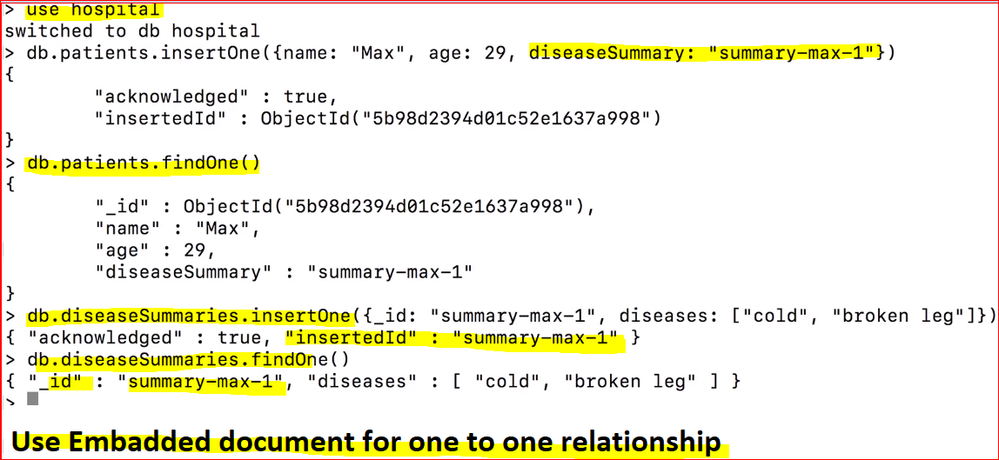 > use hospital
switched to db hospital
> db.patients.insertOne({name: "Max", age: 29, diseaseSummary: "summary-max-1"})
{
        "acknowledged" : true,
        "insertedId" : ObjectId("5b98d2394d01c52e1637a998")
}
> db.patients.findOne()
{
        "_id" : ObjectId("5b98d2394d01c52e1637a998"),
        "name" : "Max",
        "age" : 29,
        "diseaseSummary" : "summary-max-1"
}
> db.diseaseSummaries.insertOne({_id: "summary-max-1", diseases: ["cold", "broken leg"]})
{ "acknowledged" : true, "insertedId" : "summary-max-1" }
> db.diseaseSummaries.findOne()
{ "_id" : "summary-max-1", "diseases" : [ "cold", "broken leg" ] }
>
Use Embadded document for one to one relationship